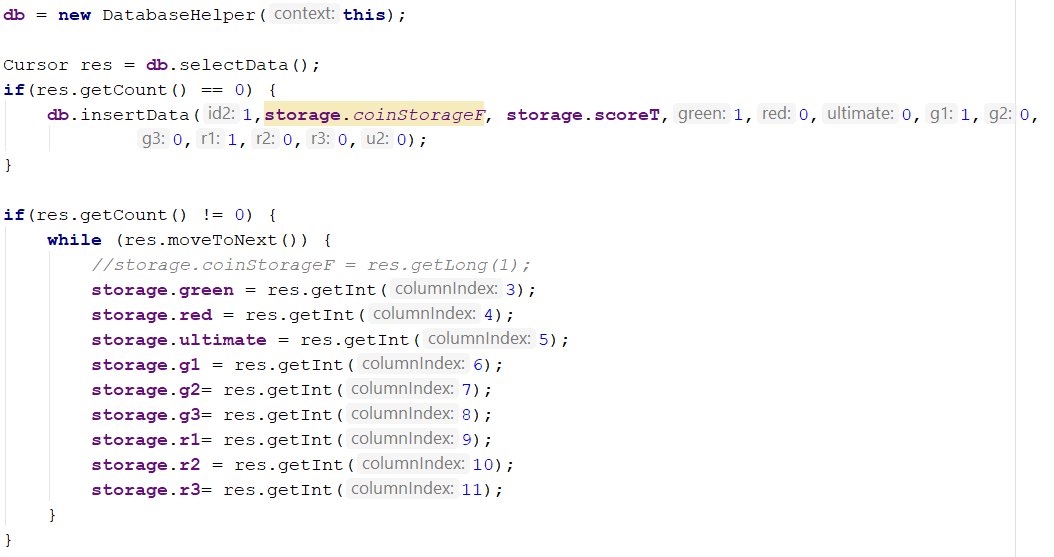 db = new DatabaseHelper( context: this);
Cursor res = db.selectData();
if(res.getCount() == 0) {
db.insertData( id2: 1,storage.coinStorageF, storage.scoreT, green: 1, red: 0, ultimate: 0, g1: 1, g2: 0,
g3: 0, r1: 1, r2: 0, r3: 0, u2: 0);
}
if(res.getCount() != 0) {
while (res.moveToNext()) {
//storage.coinStorageF = res.getLong(1);
storage.green = res.getInt( columnIndex: 3);
storage.red = res.getInt( columnIndex: 4);
storage.ultimate = res.getInt( columnIndex: 5);
storage.g1 = res.getInt( columnIndex: 6);
storage.g2= res.getInt( columnIndex: 7);
storage.g3= res.getInt( columnIndex: 8);
storage.r1= res.getInt( columnIndex: 9);
storage.r2 = res.getInt( columnIndex: 10);
storage.r3= res.getInt( columnIndex: 11);
}
}